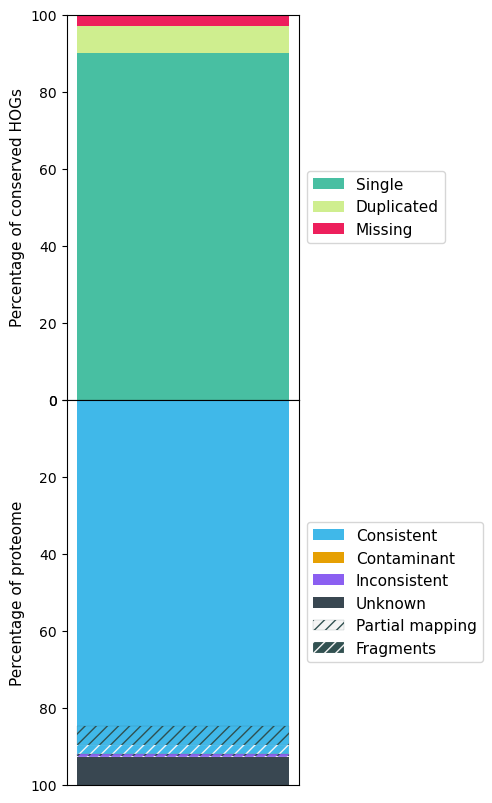 100
80
60
40
20
0
Percentage of conserved HOGs
Single
Duplicated
Missing
0
20
40
60
80
100
Percentage of proteome
Consistent
Contaminant
Inconsistent
Unknown
Partial mapping
Fragments